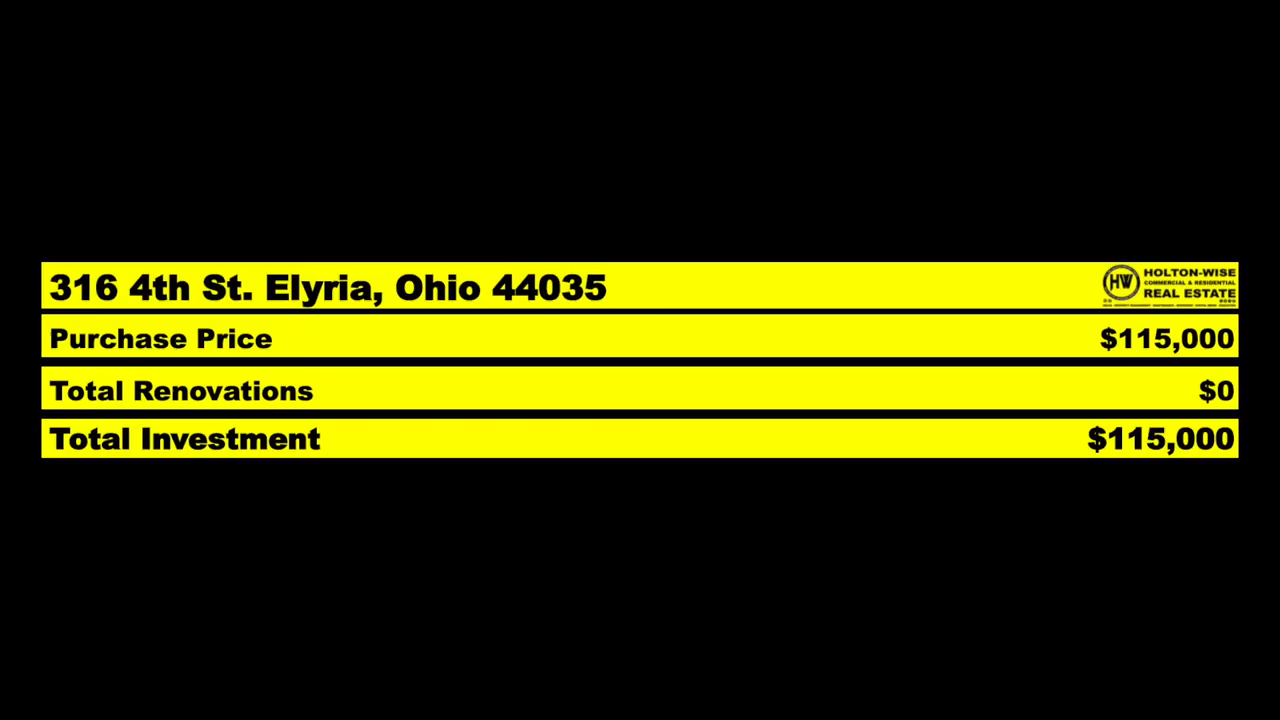 316 4th St. Elyria, Ohio 44035
HW
HOLTON-WISE
COMMERCIAL & RESIDENTIAL
REAL ESTATE
Purchase Price $115,000
Total Renovations $0
Total Investment $115,000